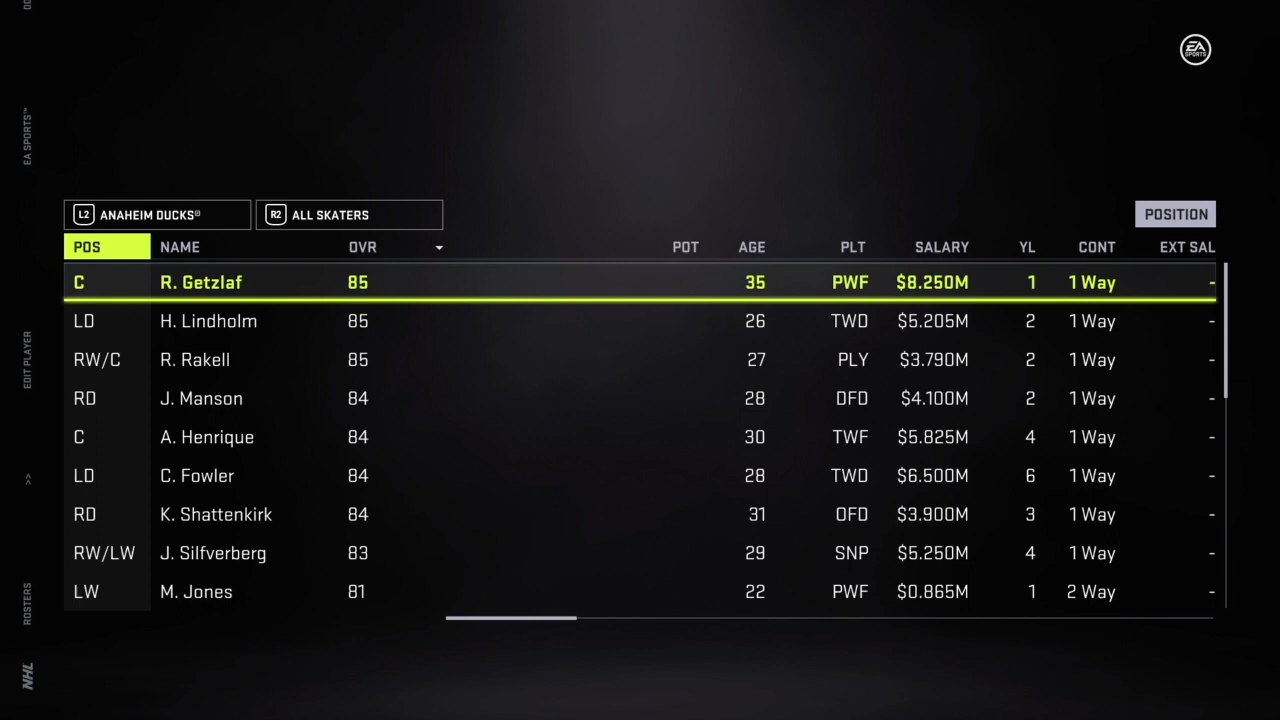 EA SPORTS
L2 ANAHEIM DUCKS® R2 ALL SKATERS
POSITION
POS NAME OVR POT AGE PLT SALARY YL CONT EXT SAL
C R. Getzlaf 85 35 PWF $8.250M 1 1 Way -
LD H. Lindholm 85 26 TWD $5.205M 2 1 Way -
RW/C R. Rakell 85 27 PLY $3.790M 2 1 Way -
RD J. Manson 84 28 DFD $4.100M 2 1 Way -
C A. Henrique 84 30 TWF $5.825M 4 1 Way -
LD C. Fowler 84 28 TWD $6.500M 6 1 Way -
RD K. Shattenkirk 84 31 OFD $3.900M 3 1 Way -
RW/LW J. Silfverberg 83 29 SNP $5.250M 4 1 Way -
LW M. Jones 81 22 PWF $0.865M 1 2 Way -
NHL
ROSTERS
>>
EDIT PLAYER
EA SPORTS™